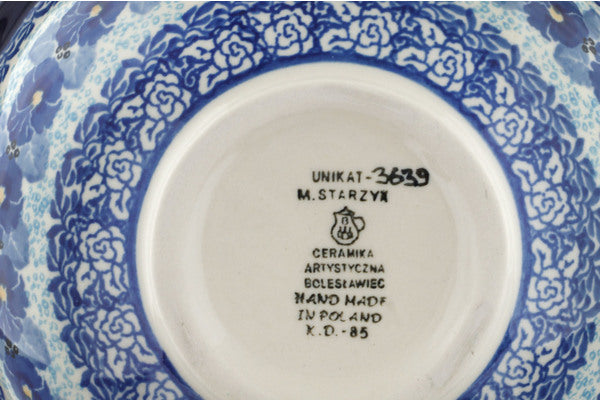 UNIKAT-3639
M. STARZYK
CERAMIKA
ARTYSTYCZNA
BOLESŁAWIEC
HAND MADE
IN POLAND
K.D.-85